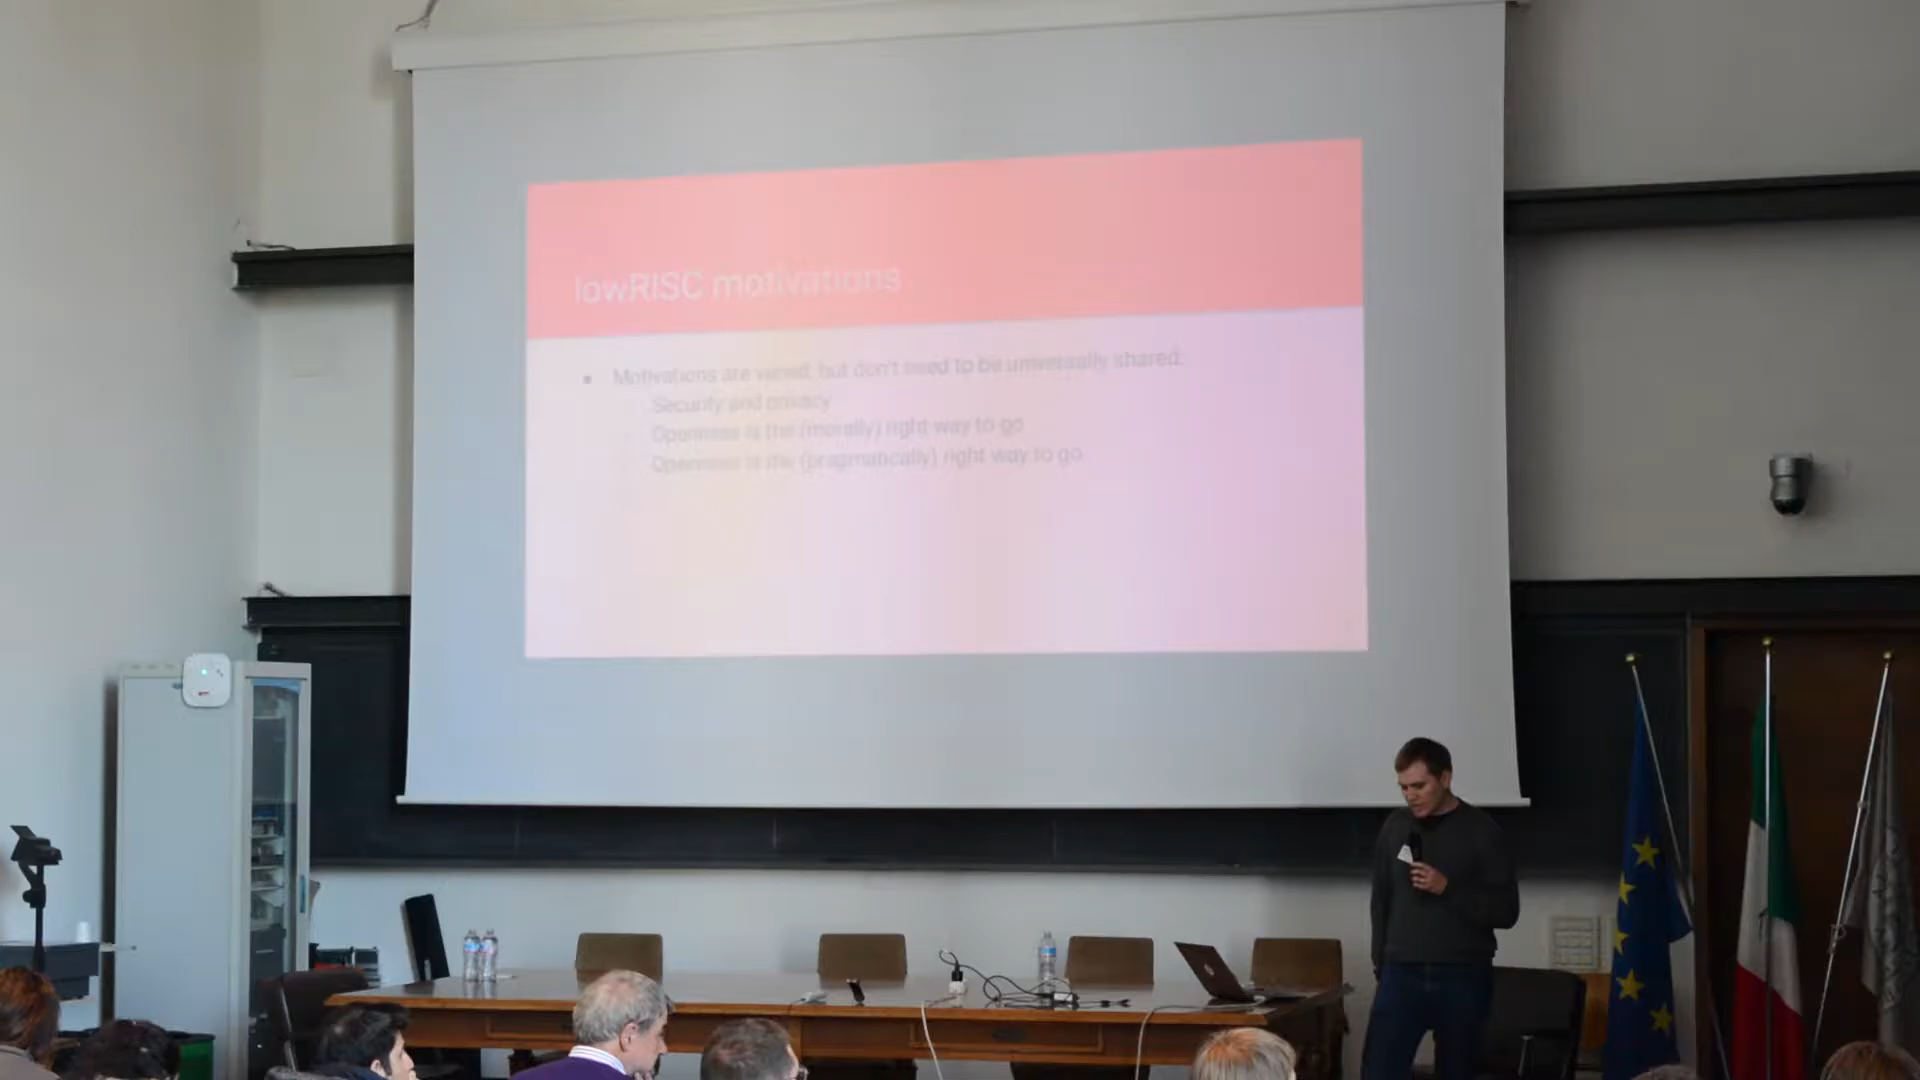 lowRISC motivations
Motivations are varied, but don't need to be universally shared:
Security and privacy
Openness is the (morally) right way to go
Openness is the (pragmatically) right way to go